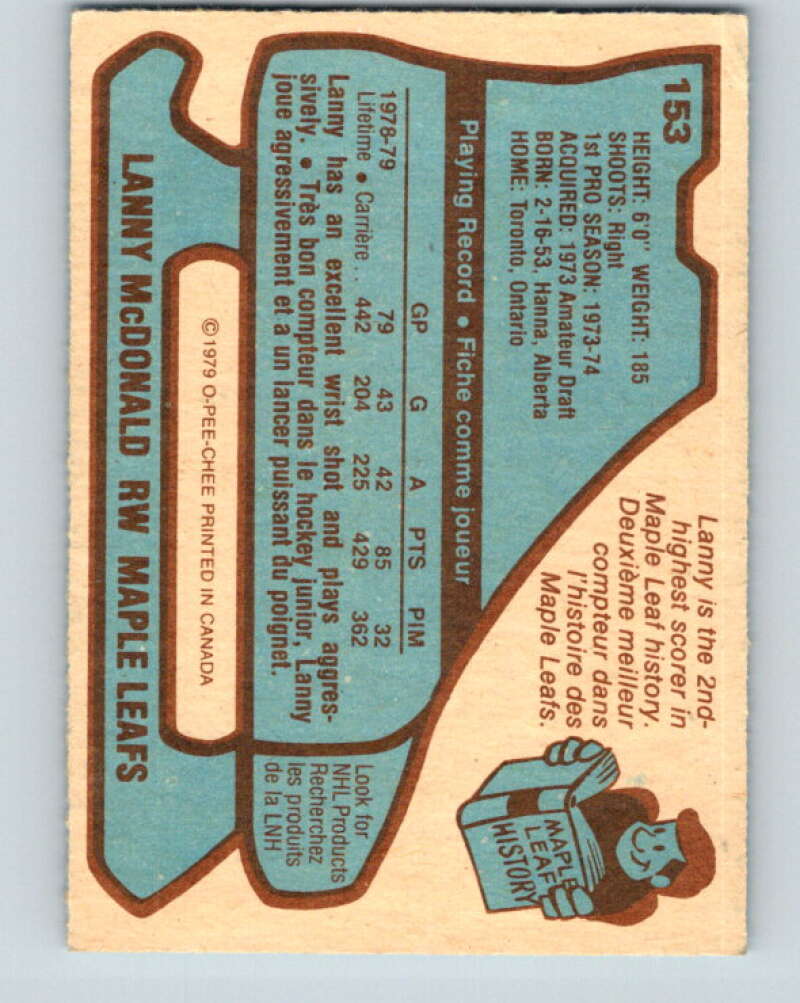 153
HEIGHT: 6'0" WEIGHT: 185
SHOOTS: Right
1st PRO SEASON: 1973-74
ACQUIRED: 1973 Amateur Draft
BORN: 2-16-53, Hanna, Alberta
HOME: Toronto, Ontario
Lanny is the 2nd-
highest scorer in
Maple Leaf history.
Deuxième meilleur
compteur dans
l'histoire des
Maple Leafs.
MAPLE
LEAF
HISTORY
Playing Record • Fiche comme joueur
GP G A PTS PIM
1978-79 79 43 42 85 32
Lifetime • Carrière... 442 204 225 429 362
Lanny has an excellent wrist shot and plays aggres-
sively. • Très bon compteur dans le hockey junior, Lanny
joue agressivement et a un lancer puissant du poignet.
Look for
NHL Products
Recherchez
les produits
de la LNH
©1979 O-PEE-CHEE PRINTED IN CANADA
LANNY McDONALD RW MAPLE LEAFS